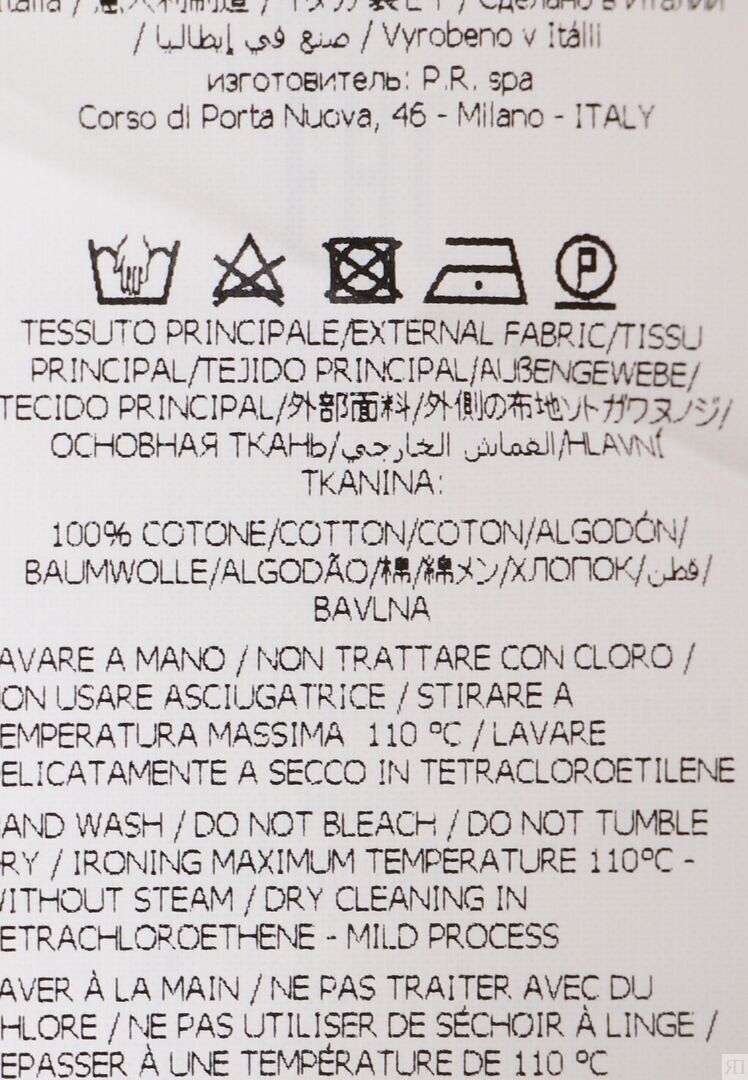 / صنع في إيطاليا / Vyrobeno v Itálii
изготовитель: P.R. spa
Corso di Porta Nuova, 46 - Milano - ITALY
P
TESSUTO PRINCIPALE/EXTERNAL FABRIC/TISSU
PRINCIPAL/TEJIDO PRINCIPAL/AUßENGEWEBE/
TECIDO PRINCIPAL/外部面料/外側の布地ソトガワヌノジ/
ОСНОВНАЯ ТКАНЬ/القماش الخارجي/HLAVNÍ
TKANINA:
100% COTONE/COTTON/COTON/ALGODÓN/
BAUMWOLLE/ALGODÃO/棉/綿メン/ХЛОПОК/قطن/
BAVLNA
AVARE A MANO / NON TRATTARE CON CLORO /
ON USARE ASCIUGATRICE / STIRARE A
EMPERATURA MASSIMA 110 ºC / LAVARE
ELICATAMENTE A SECCO IN TETRACLOROETILENE
AND WASH / DO NOT BLEACH / DO NOT TUMBLE
RY / IRONING MAXIMUM TEMPERATURE 110ºC -
ITHOUT STEAM / DRY CLEANING IN
ETRACHLOROETHENE - MILD PROCESS
AVER À LA MAIN / NE PAS TRAITER AVEC DU
HLORE / NE PAS UTILISER DE SÉCHOIR À LINGE /
EPASSER À UNE TEMPÉRATURE DE 110 ºC